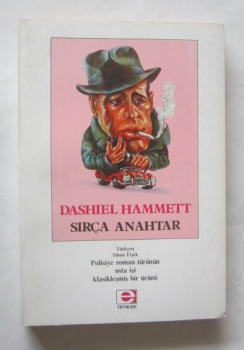 DASHIEL HAMMETT
SIRÇA ANAHTAR
Türkçesi
Sinan Fişek
Polisiye roman türünün
usta işi
klasikleşmiş bir ürünü
e
YAYINLARI